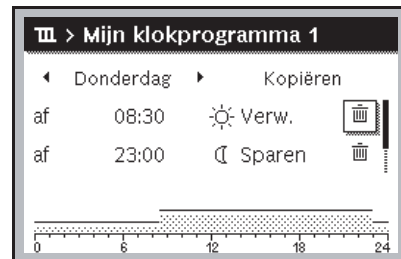 > Mijn klokprogramma 1
Donderdag Kopiëren
af 08:30 Verw.
af 23:00 Sparen
0 6 12 18 24